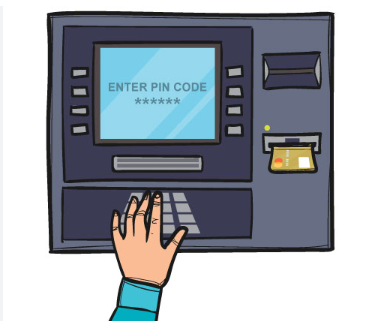 ENTER PIN CODE
******